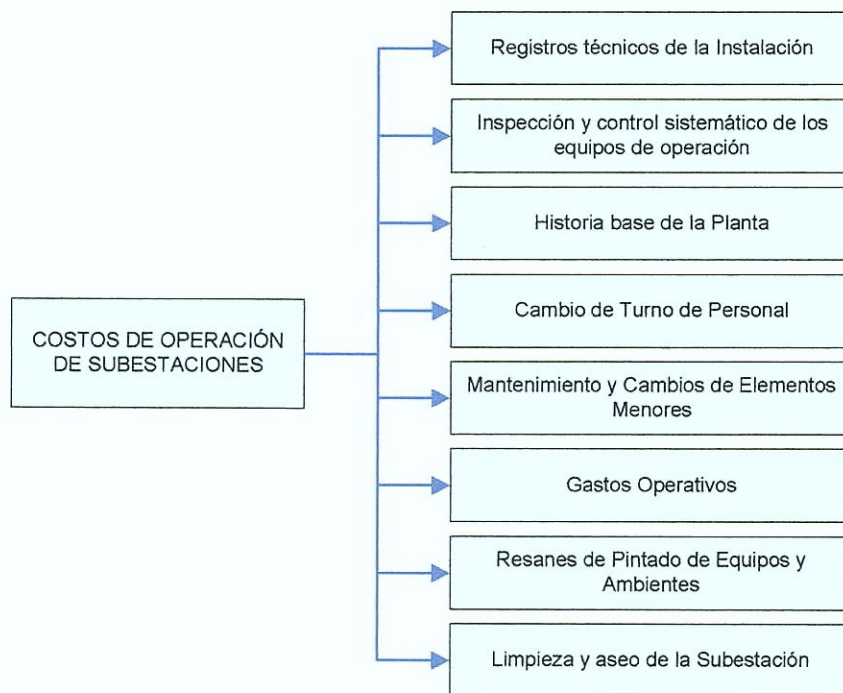 COSTOS DE OPERACIÓN
DE SUBESTACIONES
Registros técnicos de la Instalación
Inspección y control sistemático de los
equipos de operación
Historia base de la Planta
Cambio de Turno de Personal
Mantenimiento y Cambios de Elementos
Menores
Gastos Operativos
Resanes de Pintado de Equipos y
Ambientes
Limpieza y aseo de la Subestación